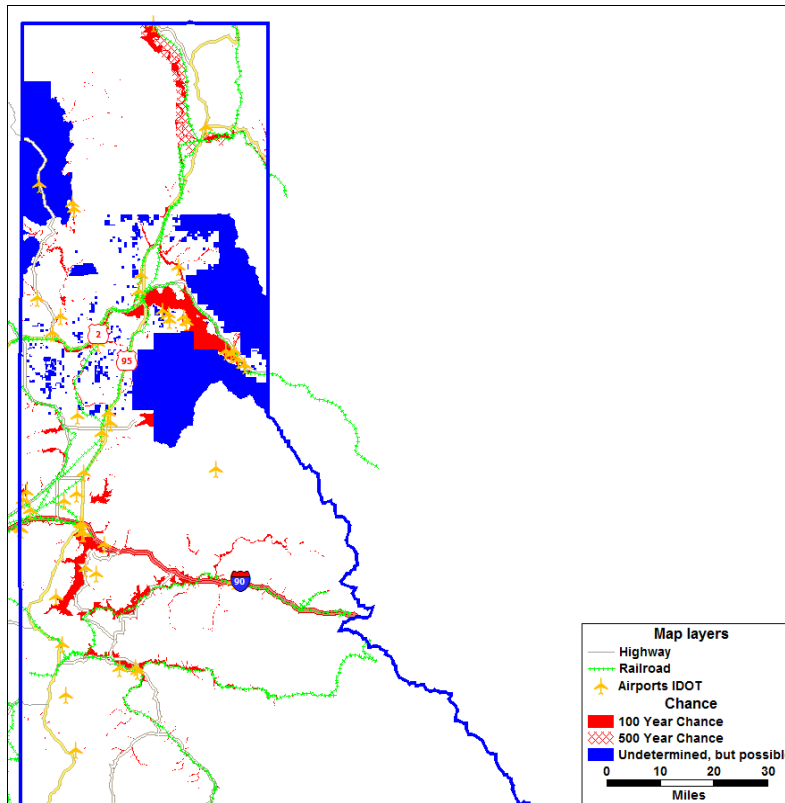 2
95
90
Map layers
Highway
Railroad
Airports IDOT
Chance
100 Year Chance
500 Year Chance
Undetermined, but possible
0 10 20 30
Miles